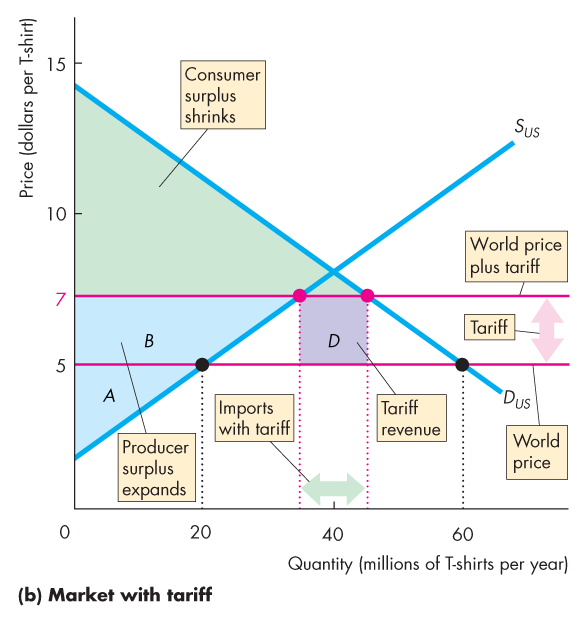 Price (dollars per T-shirt)
15
10
7
5
0
20
40
60
Consumer
surplus
shrinks
S US
World price
plus tariff
Tariff
B
D
A
Imports
with tariff
Tariff
revenue
D US
World
price
Producer
surplus
expands
Quantity (millions of T-shirts per year)
(b) Market with tariff